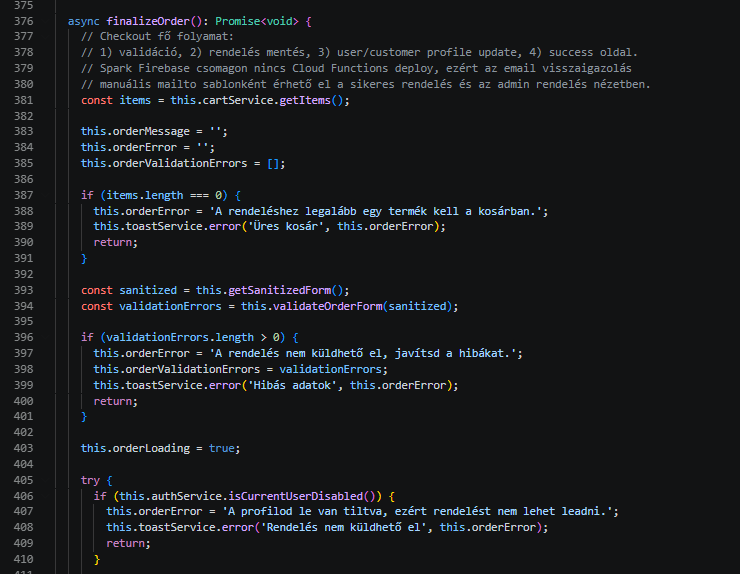 375
376 async finalizeOrder(): Promise<void> {
377 // Checkout fő folyamat:
378 // 1) validáció, 2) rendelés mentés, 3) user/customer profile update, 4) success oldal.
379 // Spark Firebase csomagon nincs Cloud Functions deploy, ezért az email visszaigazolás
380 // manuális mailto sablonként érhető el a sikeres rendelés és az admin rendelés nézetben.
381 const items = this.cartService.getItems();
382
383 this.orderMessage = '';
384 this.orderError = '';
385 this.orderValidationErrors = [];
386
387 if (items.length === 0) {
388 this.orderError = 'A rendeléshez legalább egy termék kell a kosárban.';
389 this.toastService.error('Üres kosár', this.orderError);
390 return;
391 }
392
393 const sanitized = this.getSanitizedForm();
394 const validationErrors = this.validateOrderForm(sanitized);
395
396 if (validationErrors.length > 0) {
397 this.orderError = 'A rendelés nem küldhető el, javítsd a hibákat.';
398 this.orderValidationErrors = validationErrors;
399 this.toastService.error('Hibás adatok', this.orderError);
400 return;
401 }
402
403 this.orderLoading = true;
404
405 try {
406 if (this.authService.isCurrentUserDisabled()) {
407 this.orderError = 'A profilod le van tiltva, ezért rendelést nem lehet leadni.';
408 this.toastService.error('Rendelés nem küldhető el', this.orderError);
409 return;
410 }
411